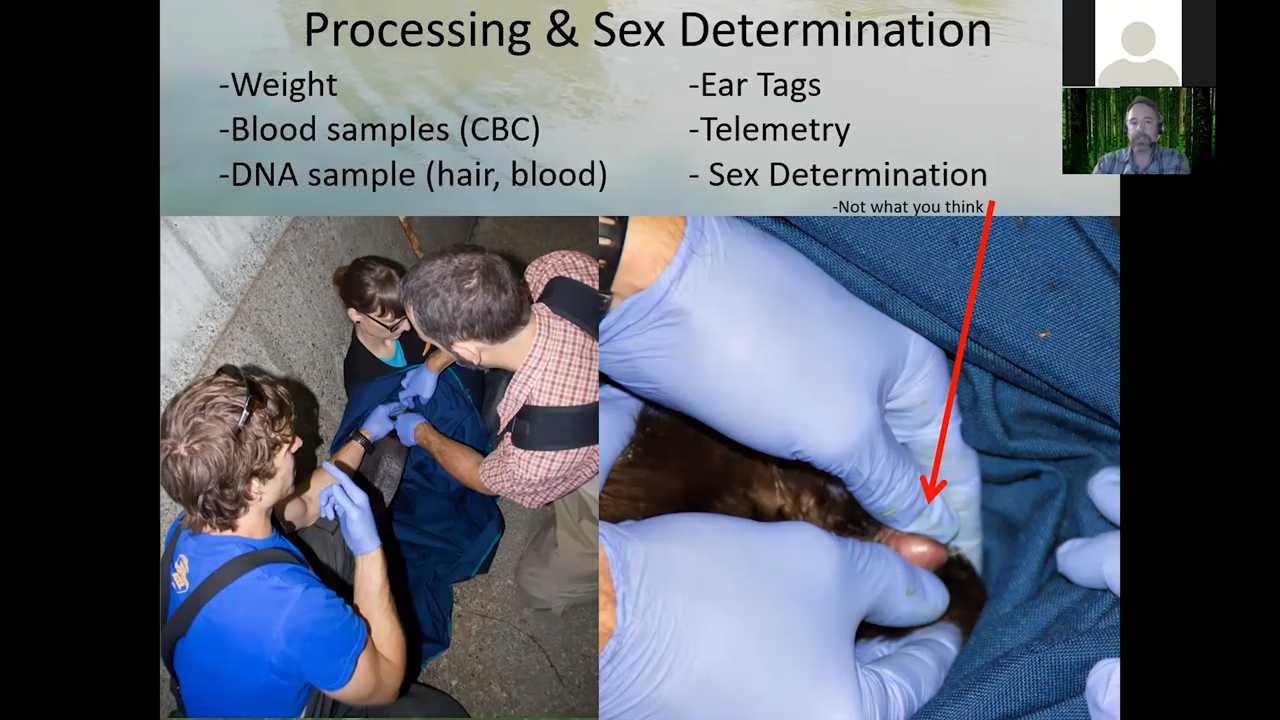 Processing & Sex Determination
-Weight
-Blood samples (CBC)
-DNA sample (hair, blood)
-Ear Tags
-Telemetry
- Sex Determination
-Not what you think